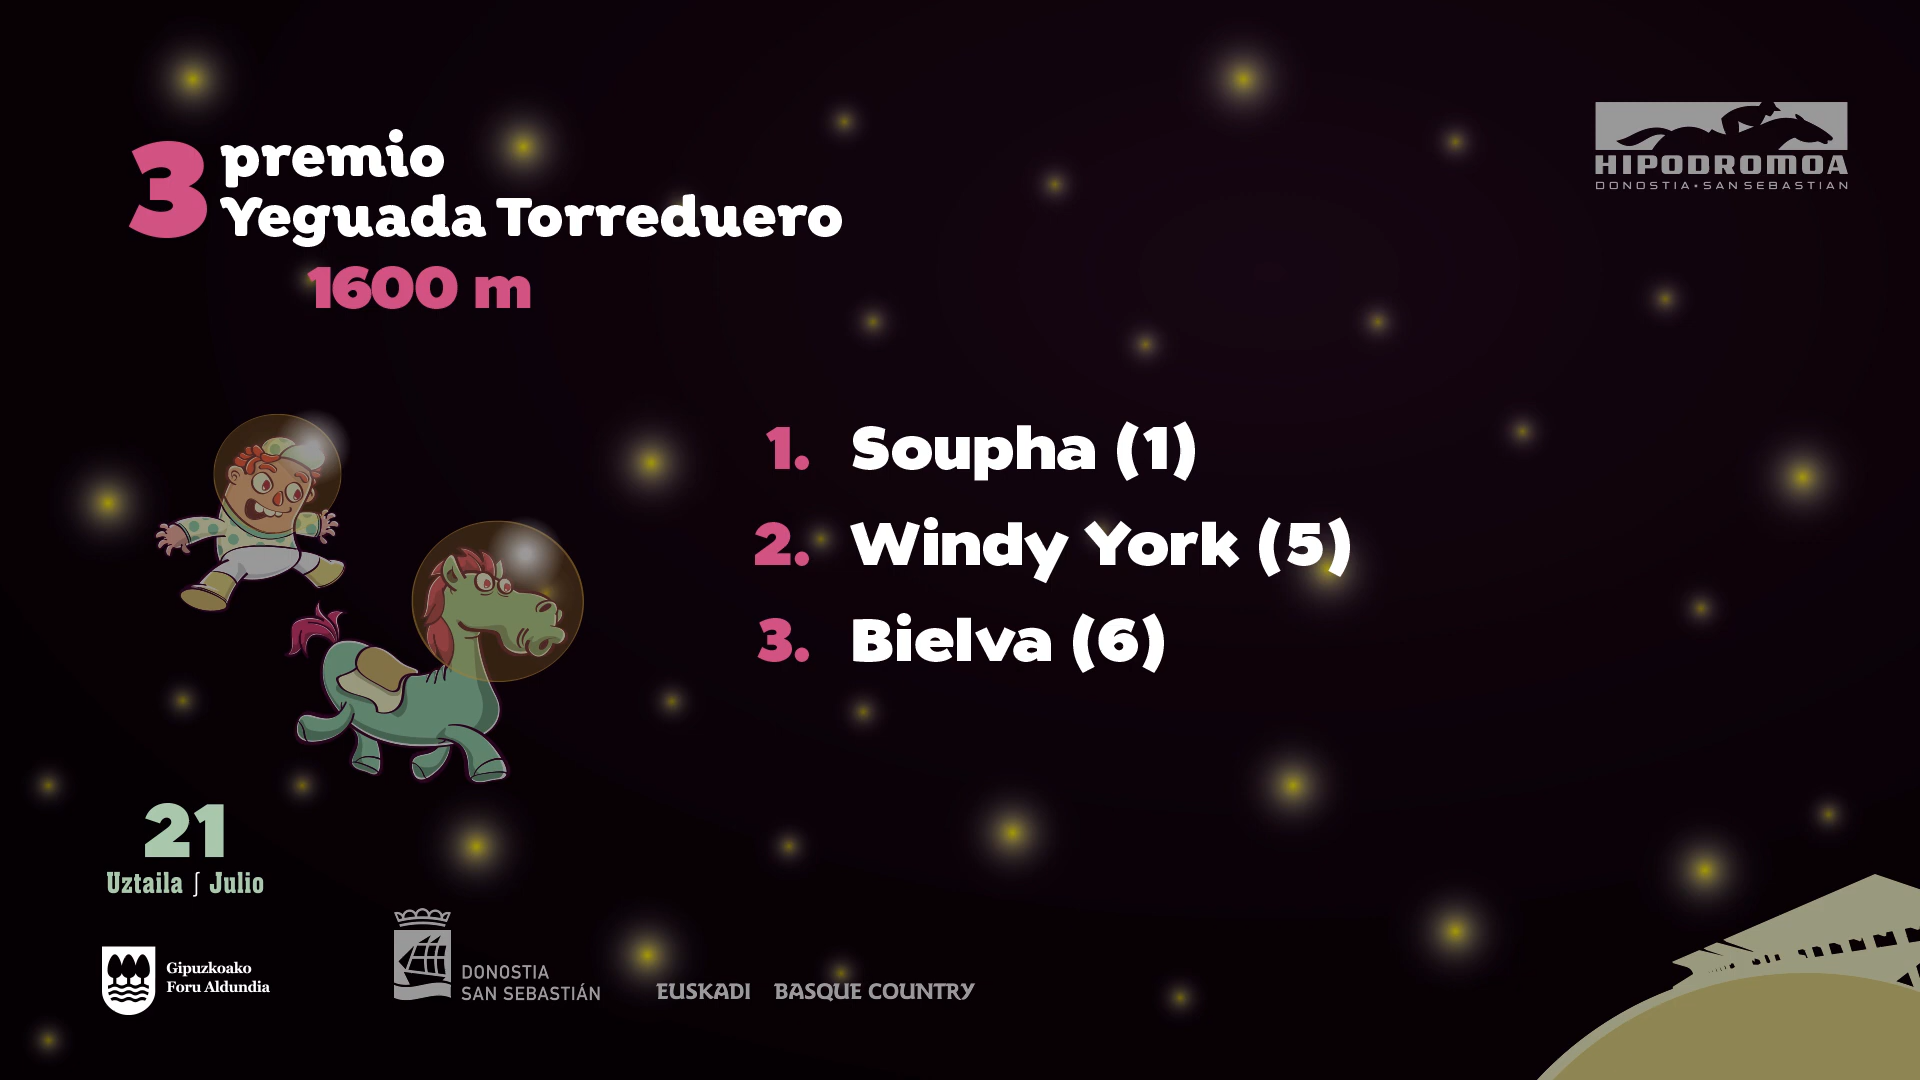 3 premio
Yeguada Torreduero
1600 m
HIPODROMOA
DONOSTIA • SAN SEBASTIAN
1. Soupha (1)
2. Windy York (5)
3. Bielva (6)
21
Uztaila ∫ Julio
Gipuzkoako
Foru Aldundia
DONOSTIA
SAN SEBASTIÁN
EUSKADI BASQUE COUNTRY